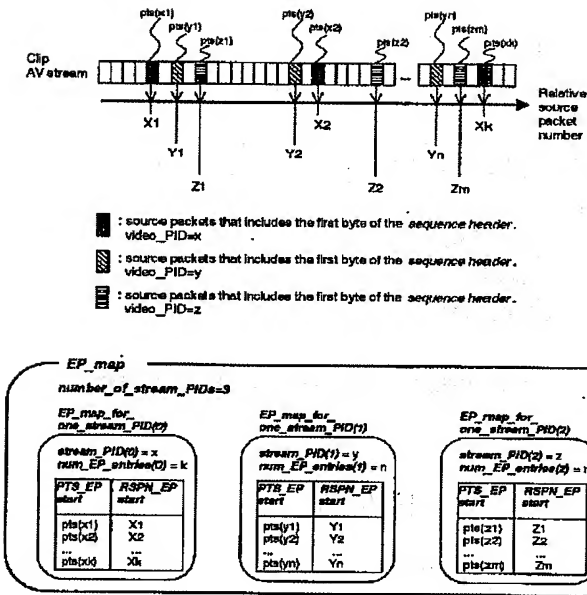 pts(x1)
pts(y1)
pts(z1)
pts(y2)
pts(x2)
pts(z2)
pts(yn)
pts(zm)
pts(xk)
Clip
AV stream
...
Relative
source
packet
number
X1
Y1
Z1
Y2
X2
Z2
Yn
Zm
Xk
: source packets that includes the first byte of the sequence header.
video_PID=x
: source packets that includes the first byte of the sequence header.
video_PID=y
: source packets that includes the first byte of the sequence header.
video_PID=z
EP_map
number_of_stream_PIDs=3
EP_map_for_
one_stream_PID(0)
stream_PID(0) = x
num_EP_entries(0) = k
PTS_EP RSPN_EP
start start
pts(x1) X1
pts(x2) X2
... ...
pts(xk) Xk
EP_map_for_
one_stream_PID(1)
stream_PID(1) = y
num_EP_entries(1) = n
PTS_EP RSPN_EP
start start
pts(y1) Y1
pts(y2) Y2
... ...
pts(yn) Yn
EP_map_for
one_stream_PID(2)
stream_PID(2) = z
num_EP_entries(2) =
PTS_EP RSPN_EP
start start
pts(z1) Z1
pts(z2) Z2
... ...
pts(zm) Zm